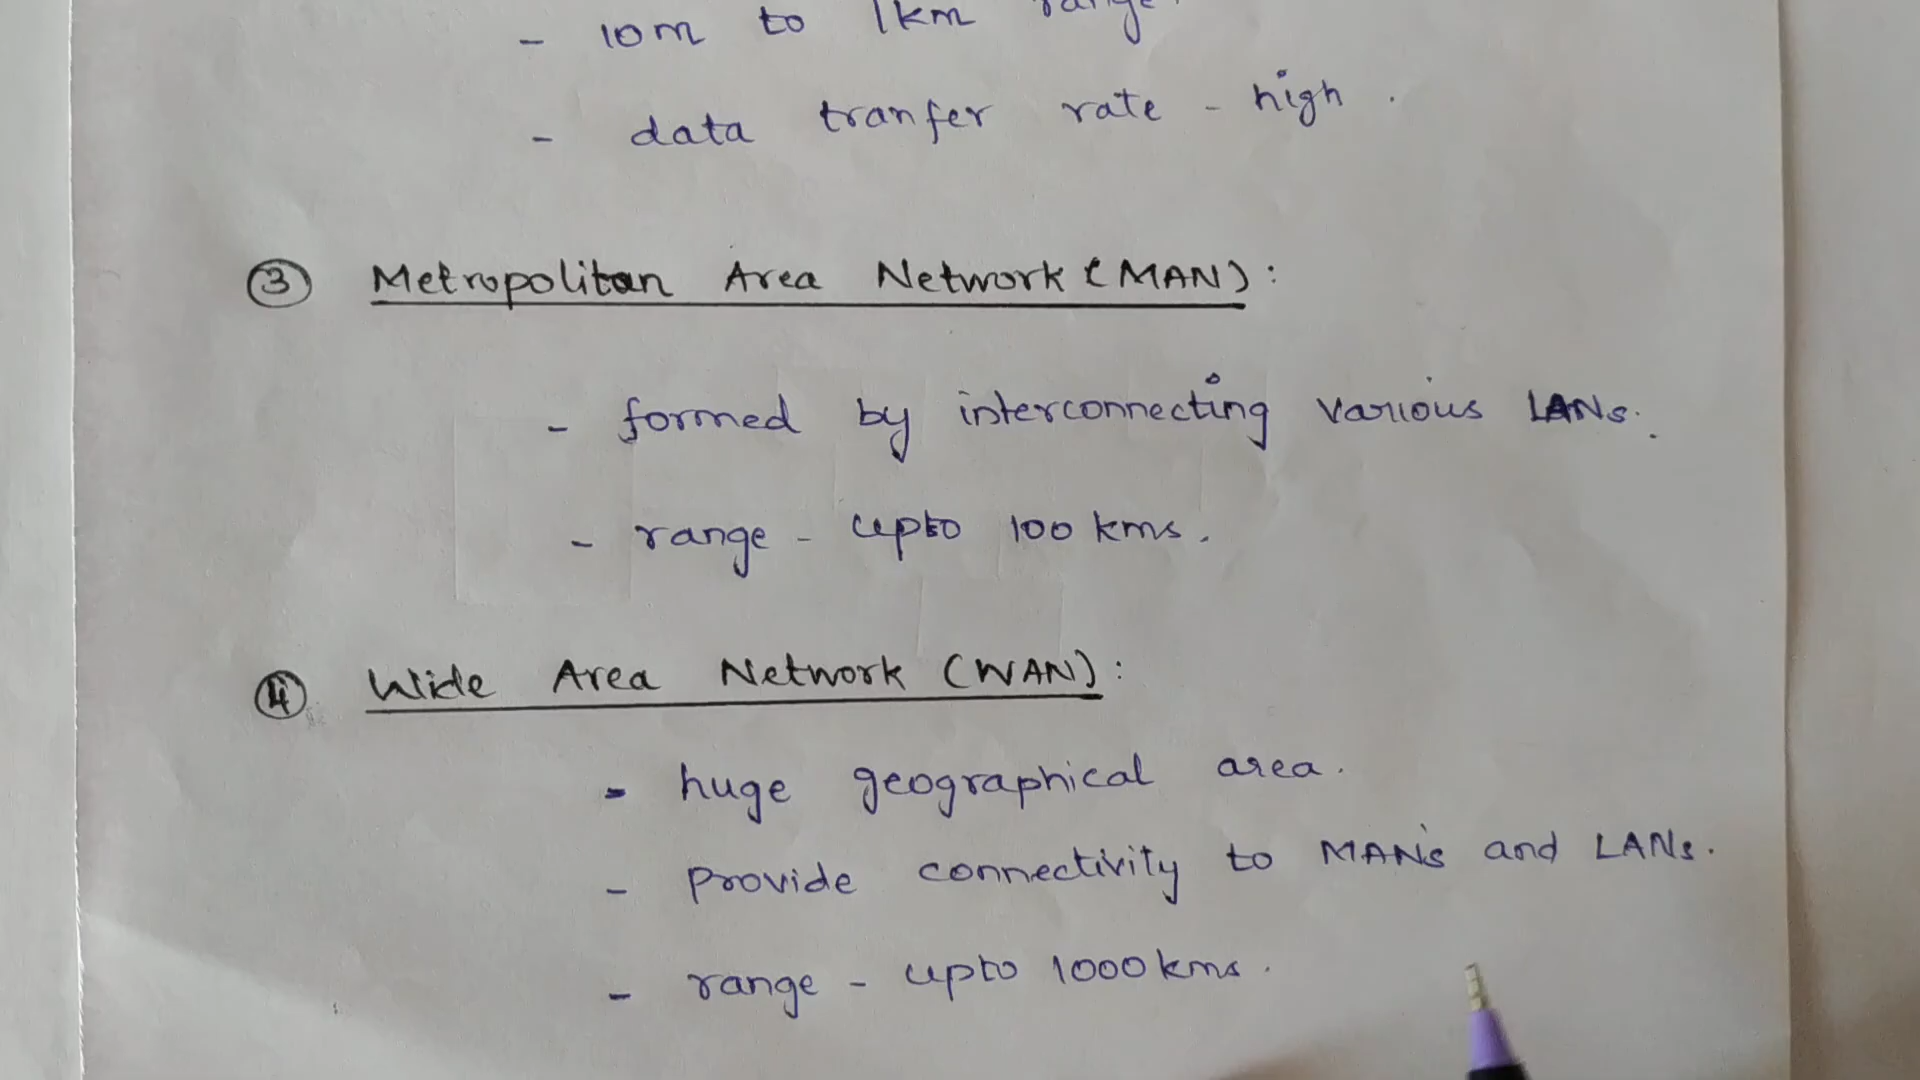 - 10m to 1km range.
- data tranfer rate - high .
③ Metropolitan Area Network (MAN) :
- formed by interconnecting various LANs.
- range - upto 100 kms.
④ Wide Area Network (WAN) :
- huge geographical area.
- provide connectivity to MAN's and LANs.
- range - upto 1000 kms.